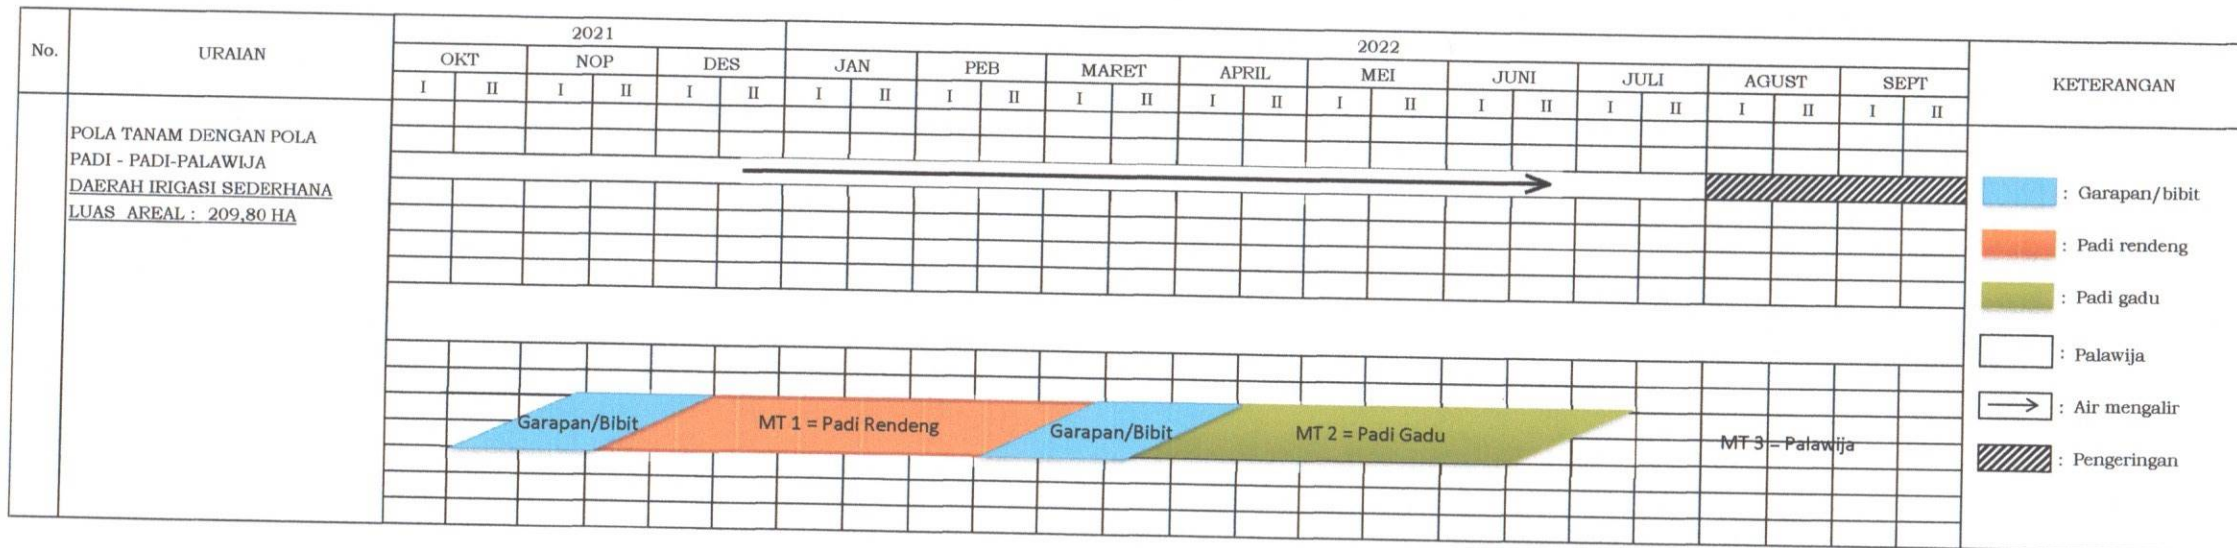 No.
URAIAN
2021
2022
KETERANGAN
OKT
NOP
DES
JAN
PEB
MARET
APRIL
MEI
JUNI
JULI
AGUST
SEPT
I II I II I II I II I II I II I II I II I II I II I II I II
POLA TANAM DENGAN POLA
PADI - PADI-PALAWIJA
DAERAH IRIGASI SEDERHANA
LUAS AREAL : 209,80 HA
Garapan/Bibit
MT 1 = Padi Rendeng
Garapan/Bibit
MT 2 = Padi Gadu
MT 3 = Palawija
: Garapan/bibit
: Padi rendeng
: Padi gadu
: Palawija
: Air mengalir
: Pengeringan